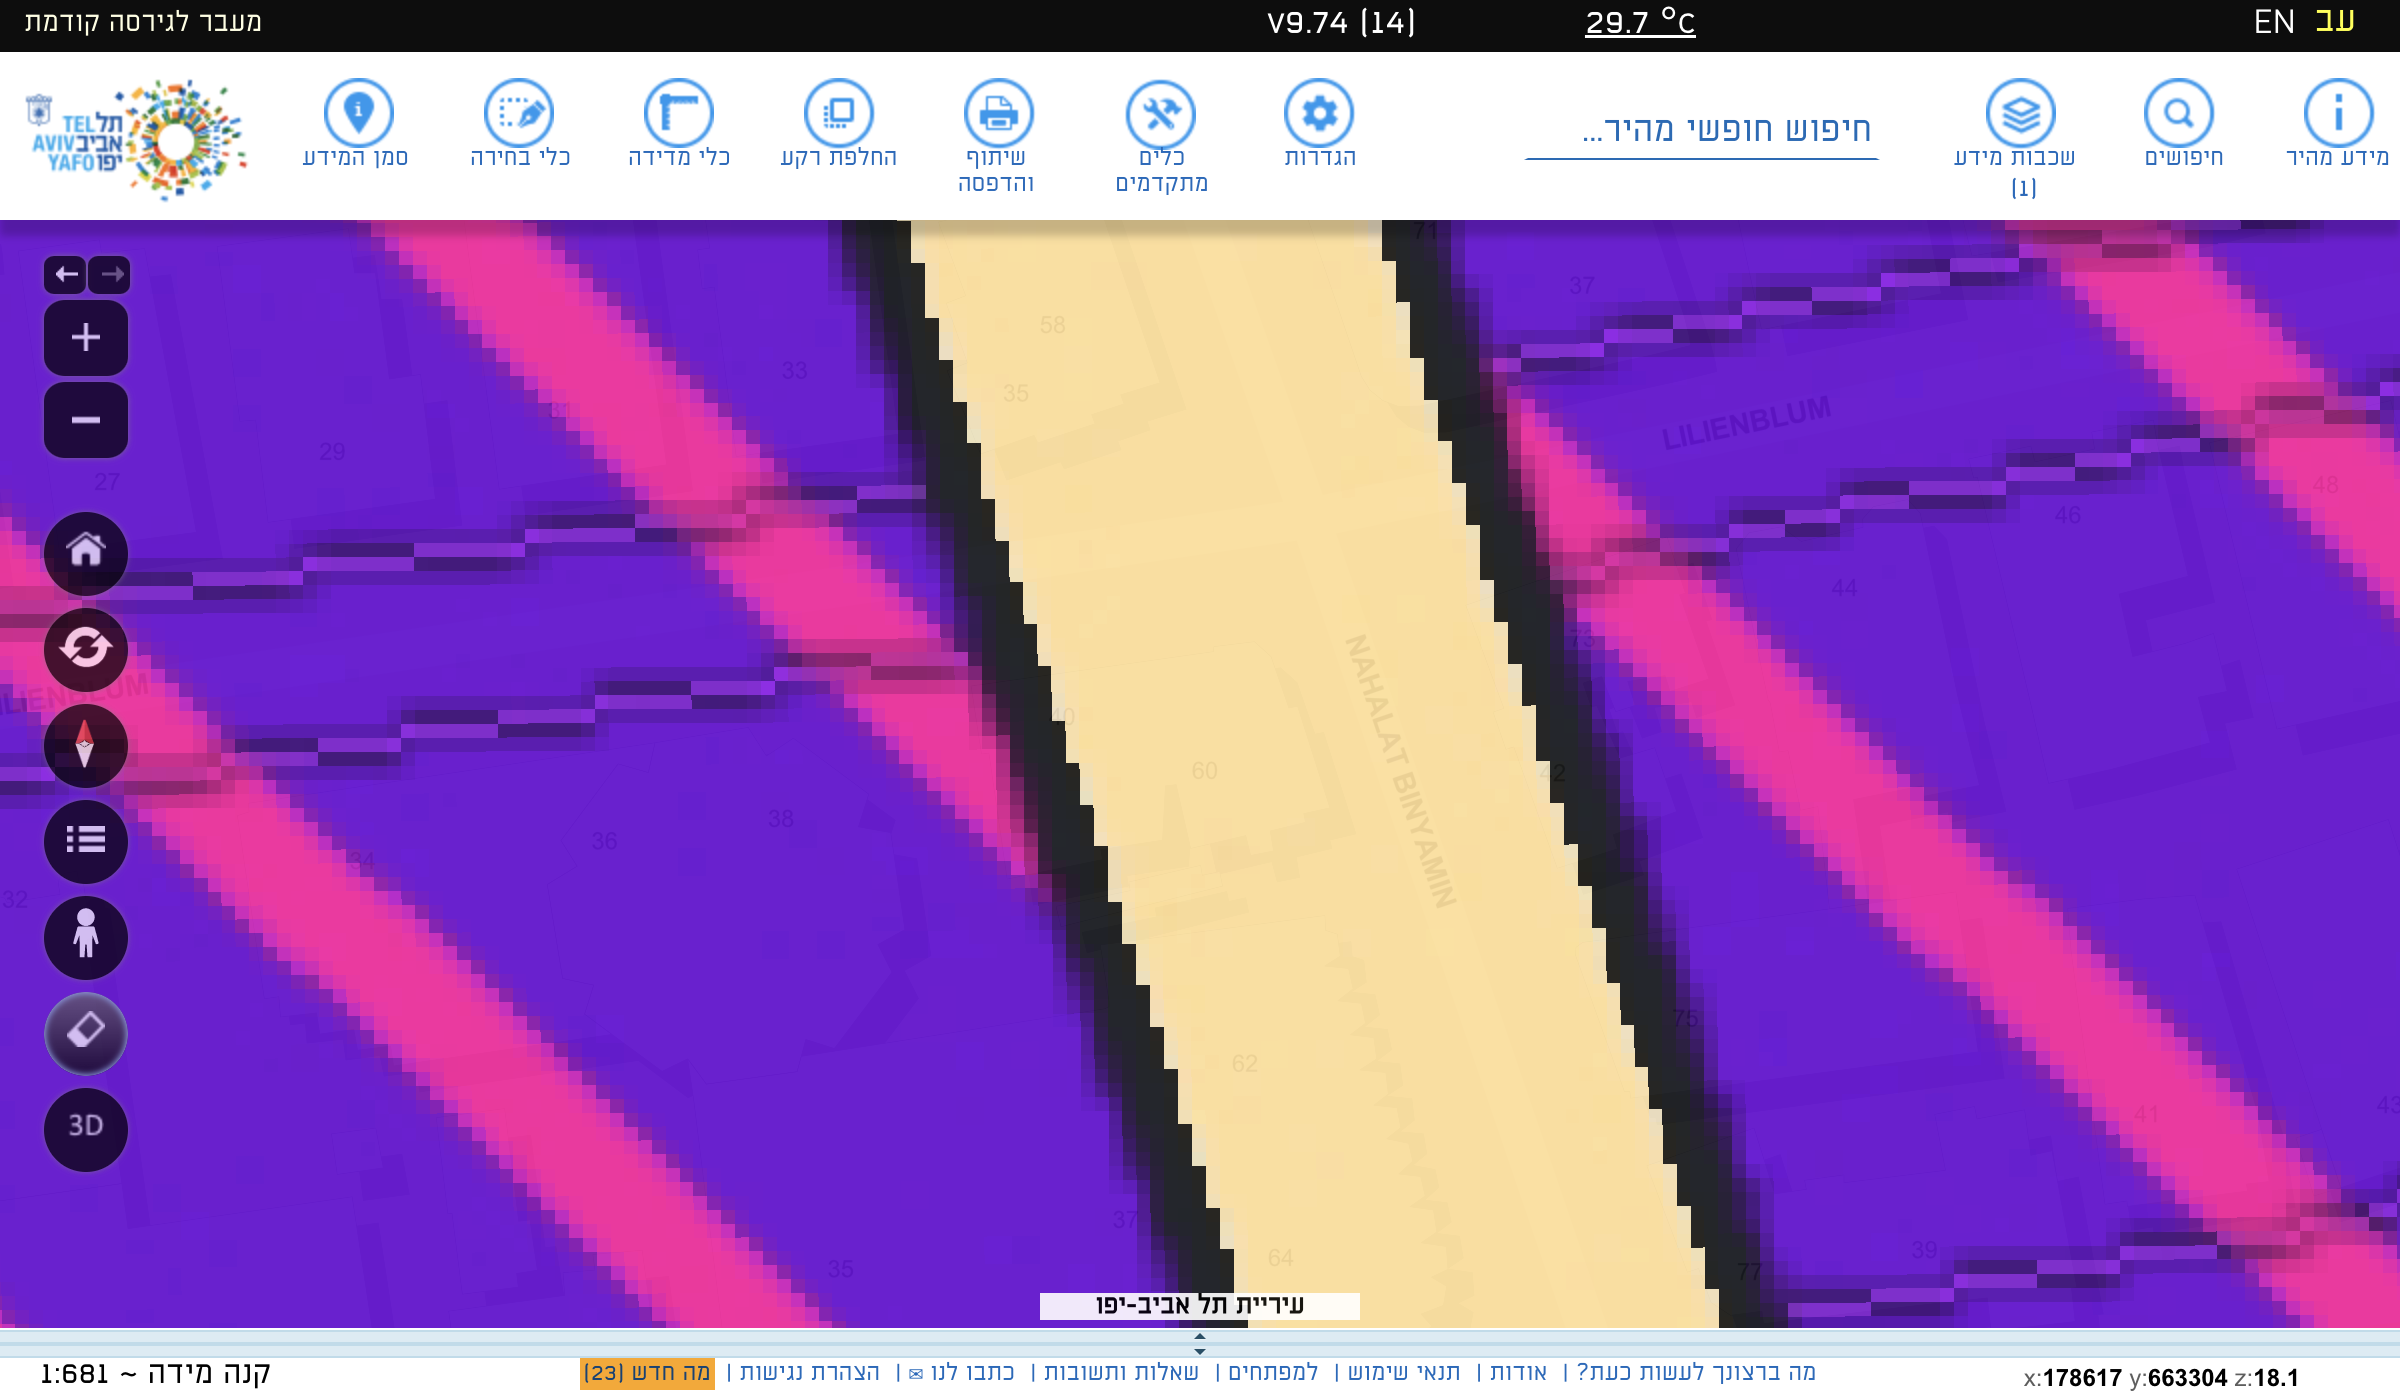 עב EN
29.7 °C
V9.74 (14)
מעבר לגירסה קודמת
מידע מהיר
חיפושים
שכבות מידע
(1)
חיפוש חופשי מהיר...
הגדרות
כלים
מתקדמים
שיתוף
והדפסה
החלפת רקע
כלי מדידה
כלי בחירה
סמן המידע
תל TEL
אביב AVIV
יפו YAFO
71
37
58
33
35
31
29
27
LILIENBLUM
48
46
44
73
LILIENBLUM
40
60
42
NAHALAT BINYAMIN
38
36
34
32
75
62
41
43
37
35
64
39
77
3D
עיריית תל אביב-יפו
קנה מידה ~ 1:681
מה ברצונך לעשות כעת? | אודות | תנאי שימוש | למפתחים | שאלות ותשובות | כתבו לנו ✉ | הצהרת נגישות | מה חדש (23)
x:178617 y:663304 z:18.1